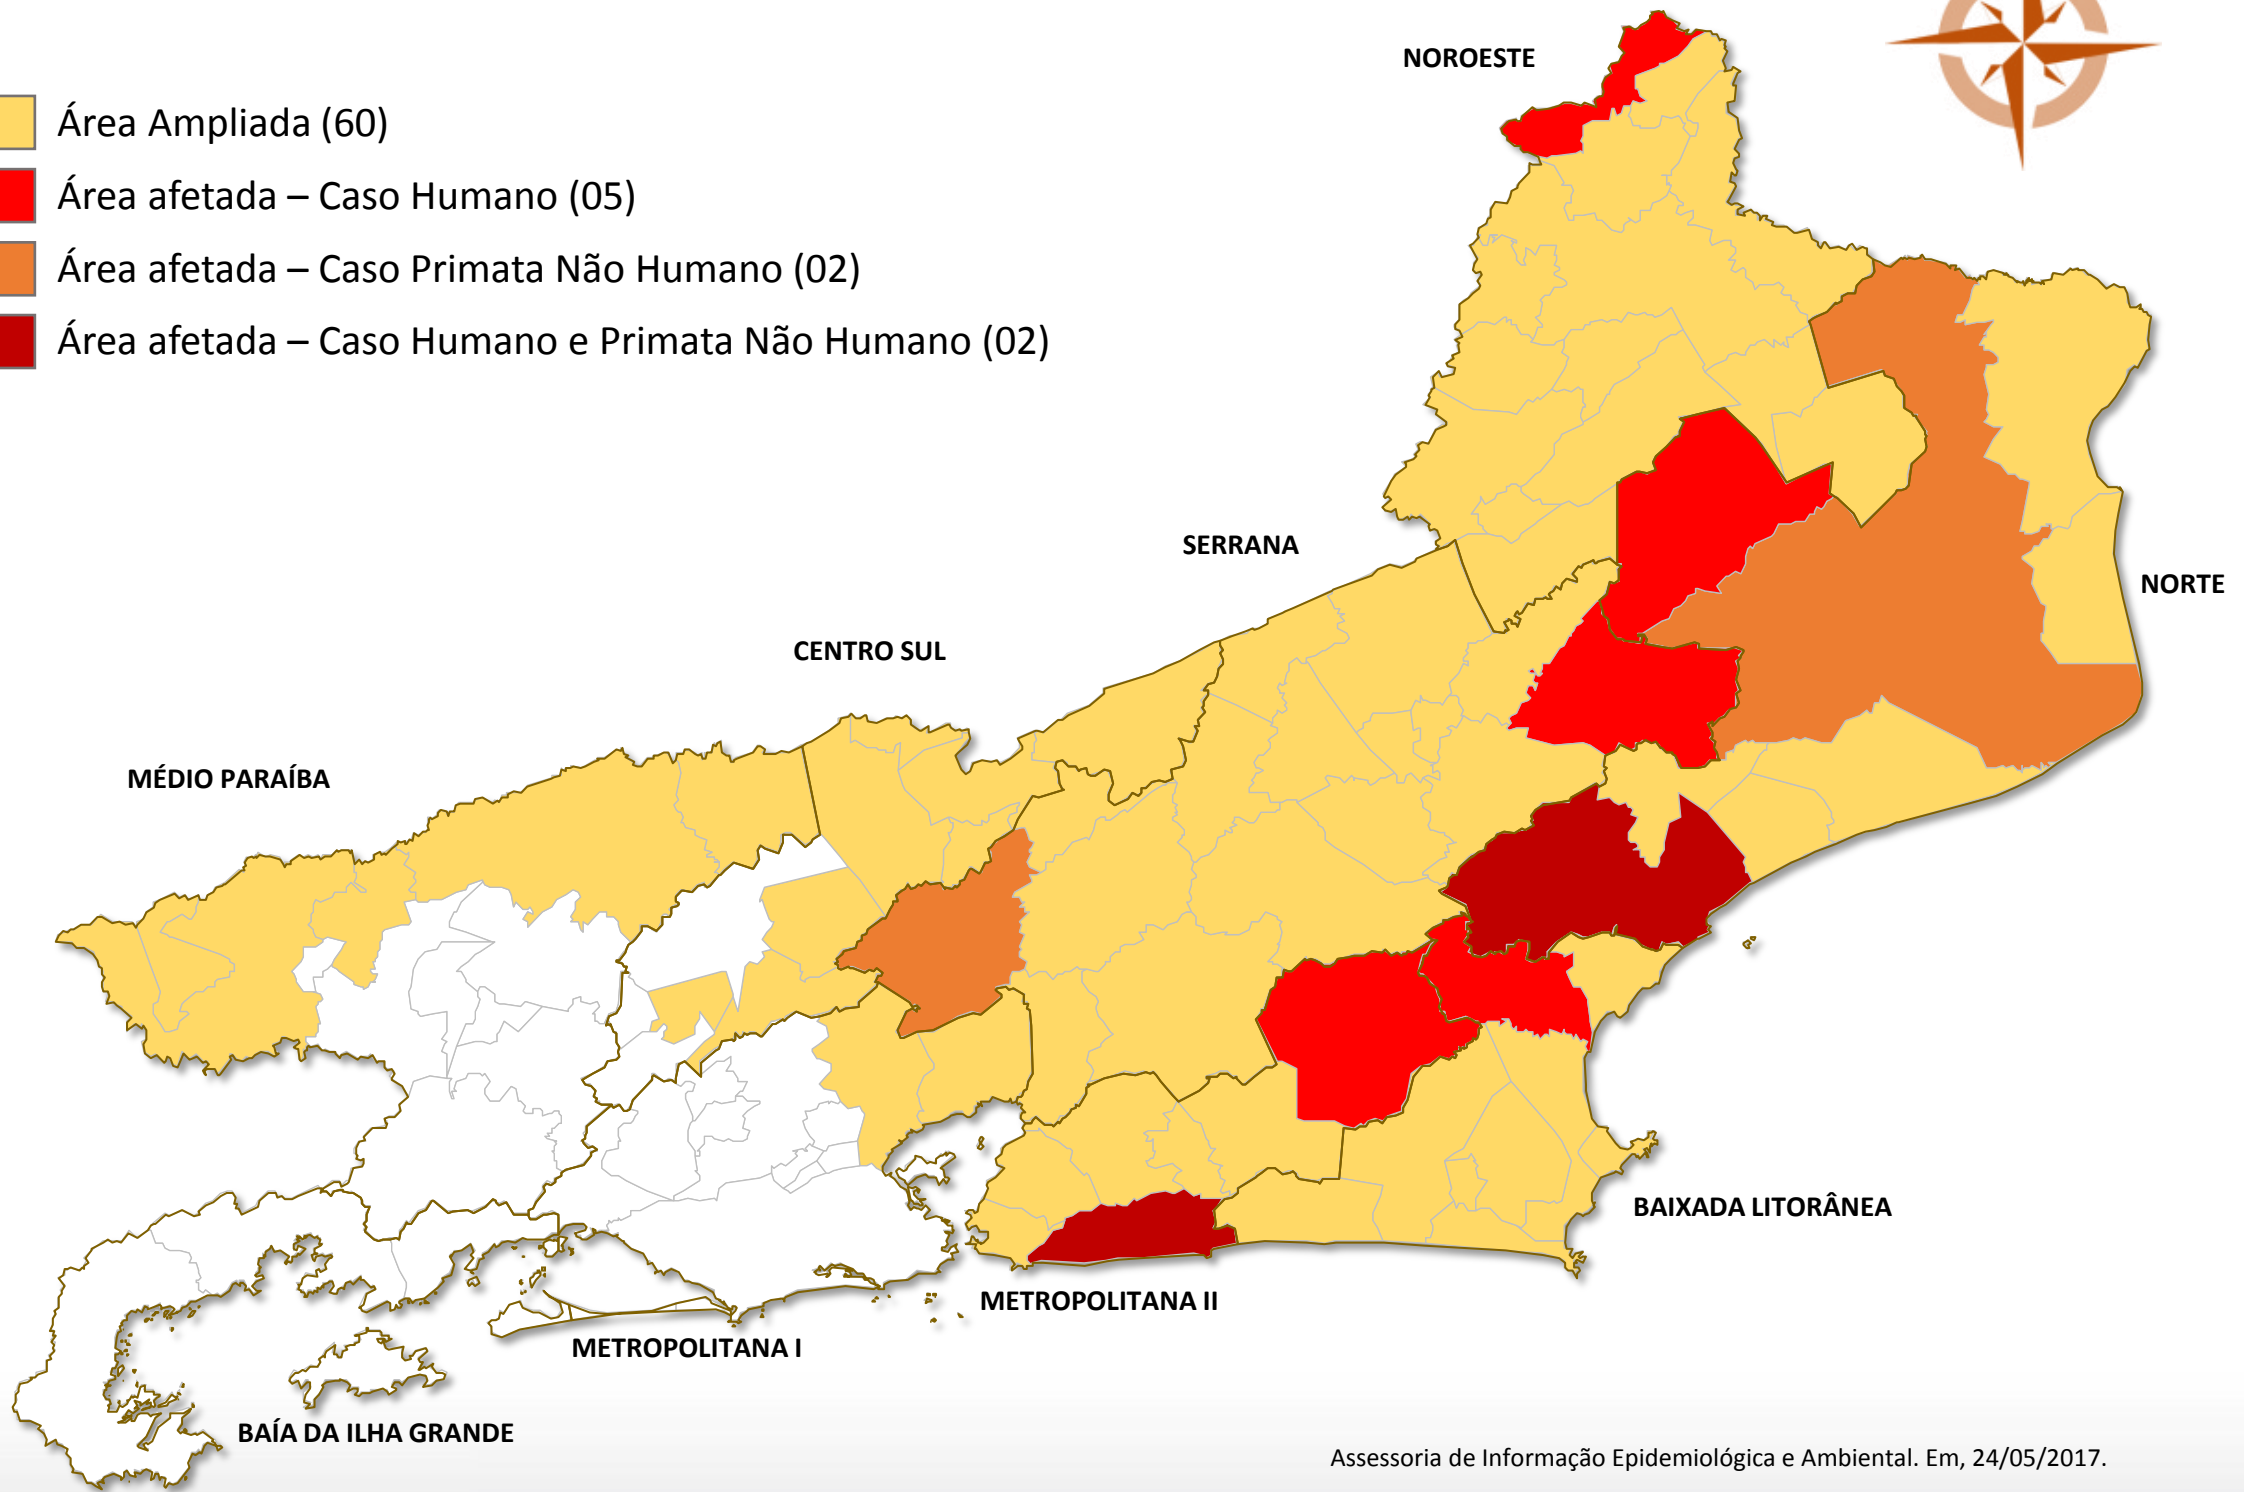 NOROESTE
Área Ampliada (60)
Área afetada – Caso Humano (05)
Área afetada – Caso Primata Não Humano (02)
Área afetada – Caso Humano e Primata Não Humano (02)
SERRANA
NORTE
CENTRO SUL
MÉDIO PARAÍBA
BAIXADA LITORÂNEA
METROPOLITANA II
METROPOLITANA I
BAÍA DA ILHA GRANDE
Assessoria de Informação Epidemiológica e Ambiental. Em, 24/05/2017.